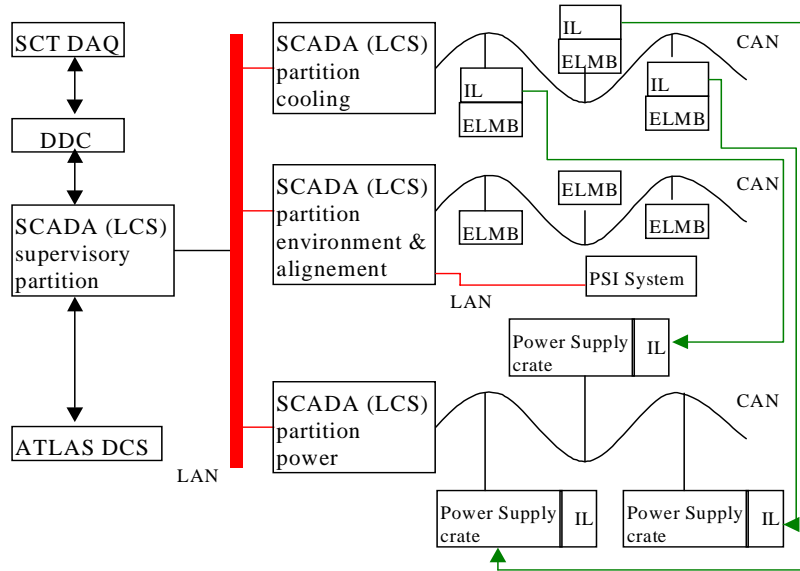 SCT DAQ
DDC
SCADA (LCS)
supervisory
partition
ATLAS DCS
LAN
SCADA (LCS)
partition
cooling
IL
ELMB
IL
ELMB
IL
ELMB
CAN
SCADA (LCS)
partition
environment &
alignement
ELMB
ELMB
ELMB
CAN
LAN
PSI System
Power Supply
crate
IL
SCADA (LCS)
partition
power
CAN
Power Supply
crate
IL
Power Supply
crate
IL